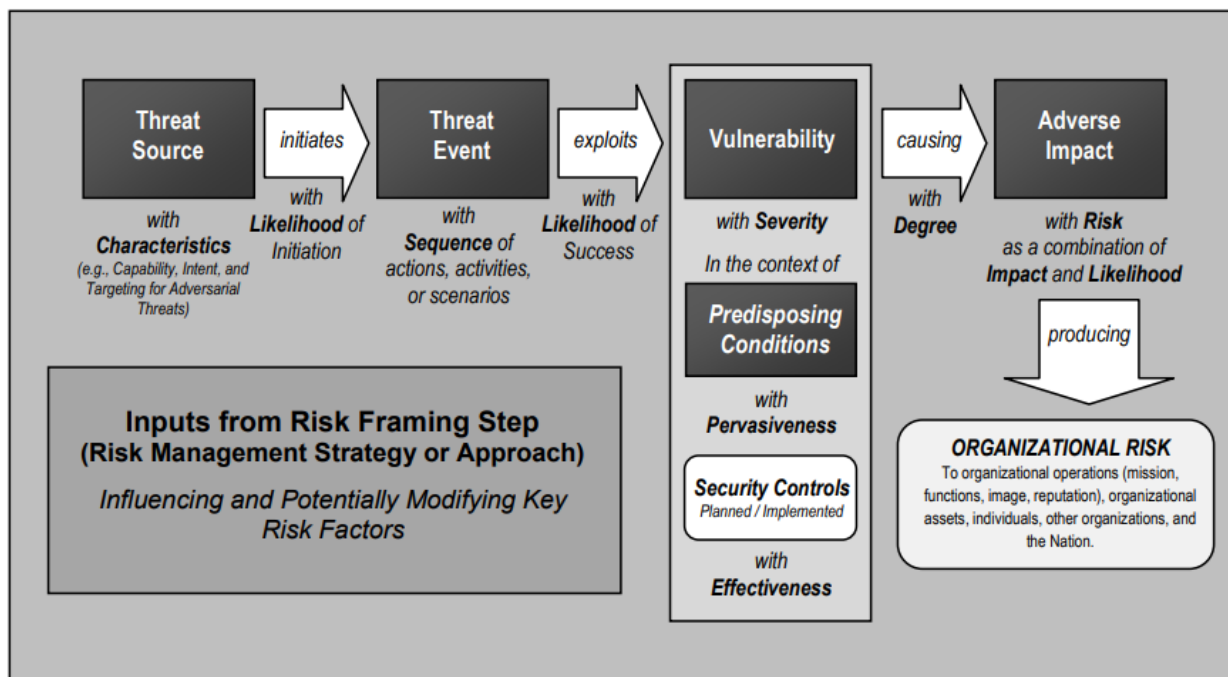 Threat
Source
initiates
Threat
Event
exploits
Vulnerability
causing
Adverse
Impact
with
Characteristics
(e.g., Capability, Intent, and
Targeting for Adversarial
Threats)
with
Likelihood of
Initiation
with
Sequence of
actions, activities,
or scenarios
with
Likelihood of
Success
with Severity
In the context of
Predisposing
Conditions
with
Pervasiveness
Security Controls
Planned / Implemented
with
Effectiveness
with
Degree
with Risk
as a combination of
Impact and Likelihood
producing
ORGANIZATIONAL RISK
To organizational operations (mission,
functions, image, reputation), organizational
assets, individuals, other organizations, and
the Nation.
Inputs from Risk Framing Step
(Risk Management Strategy or Approach)
Influencing and Potentially Modifying Key
Risk Factors